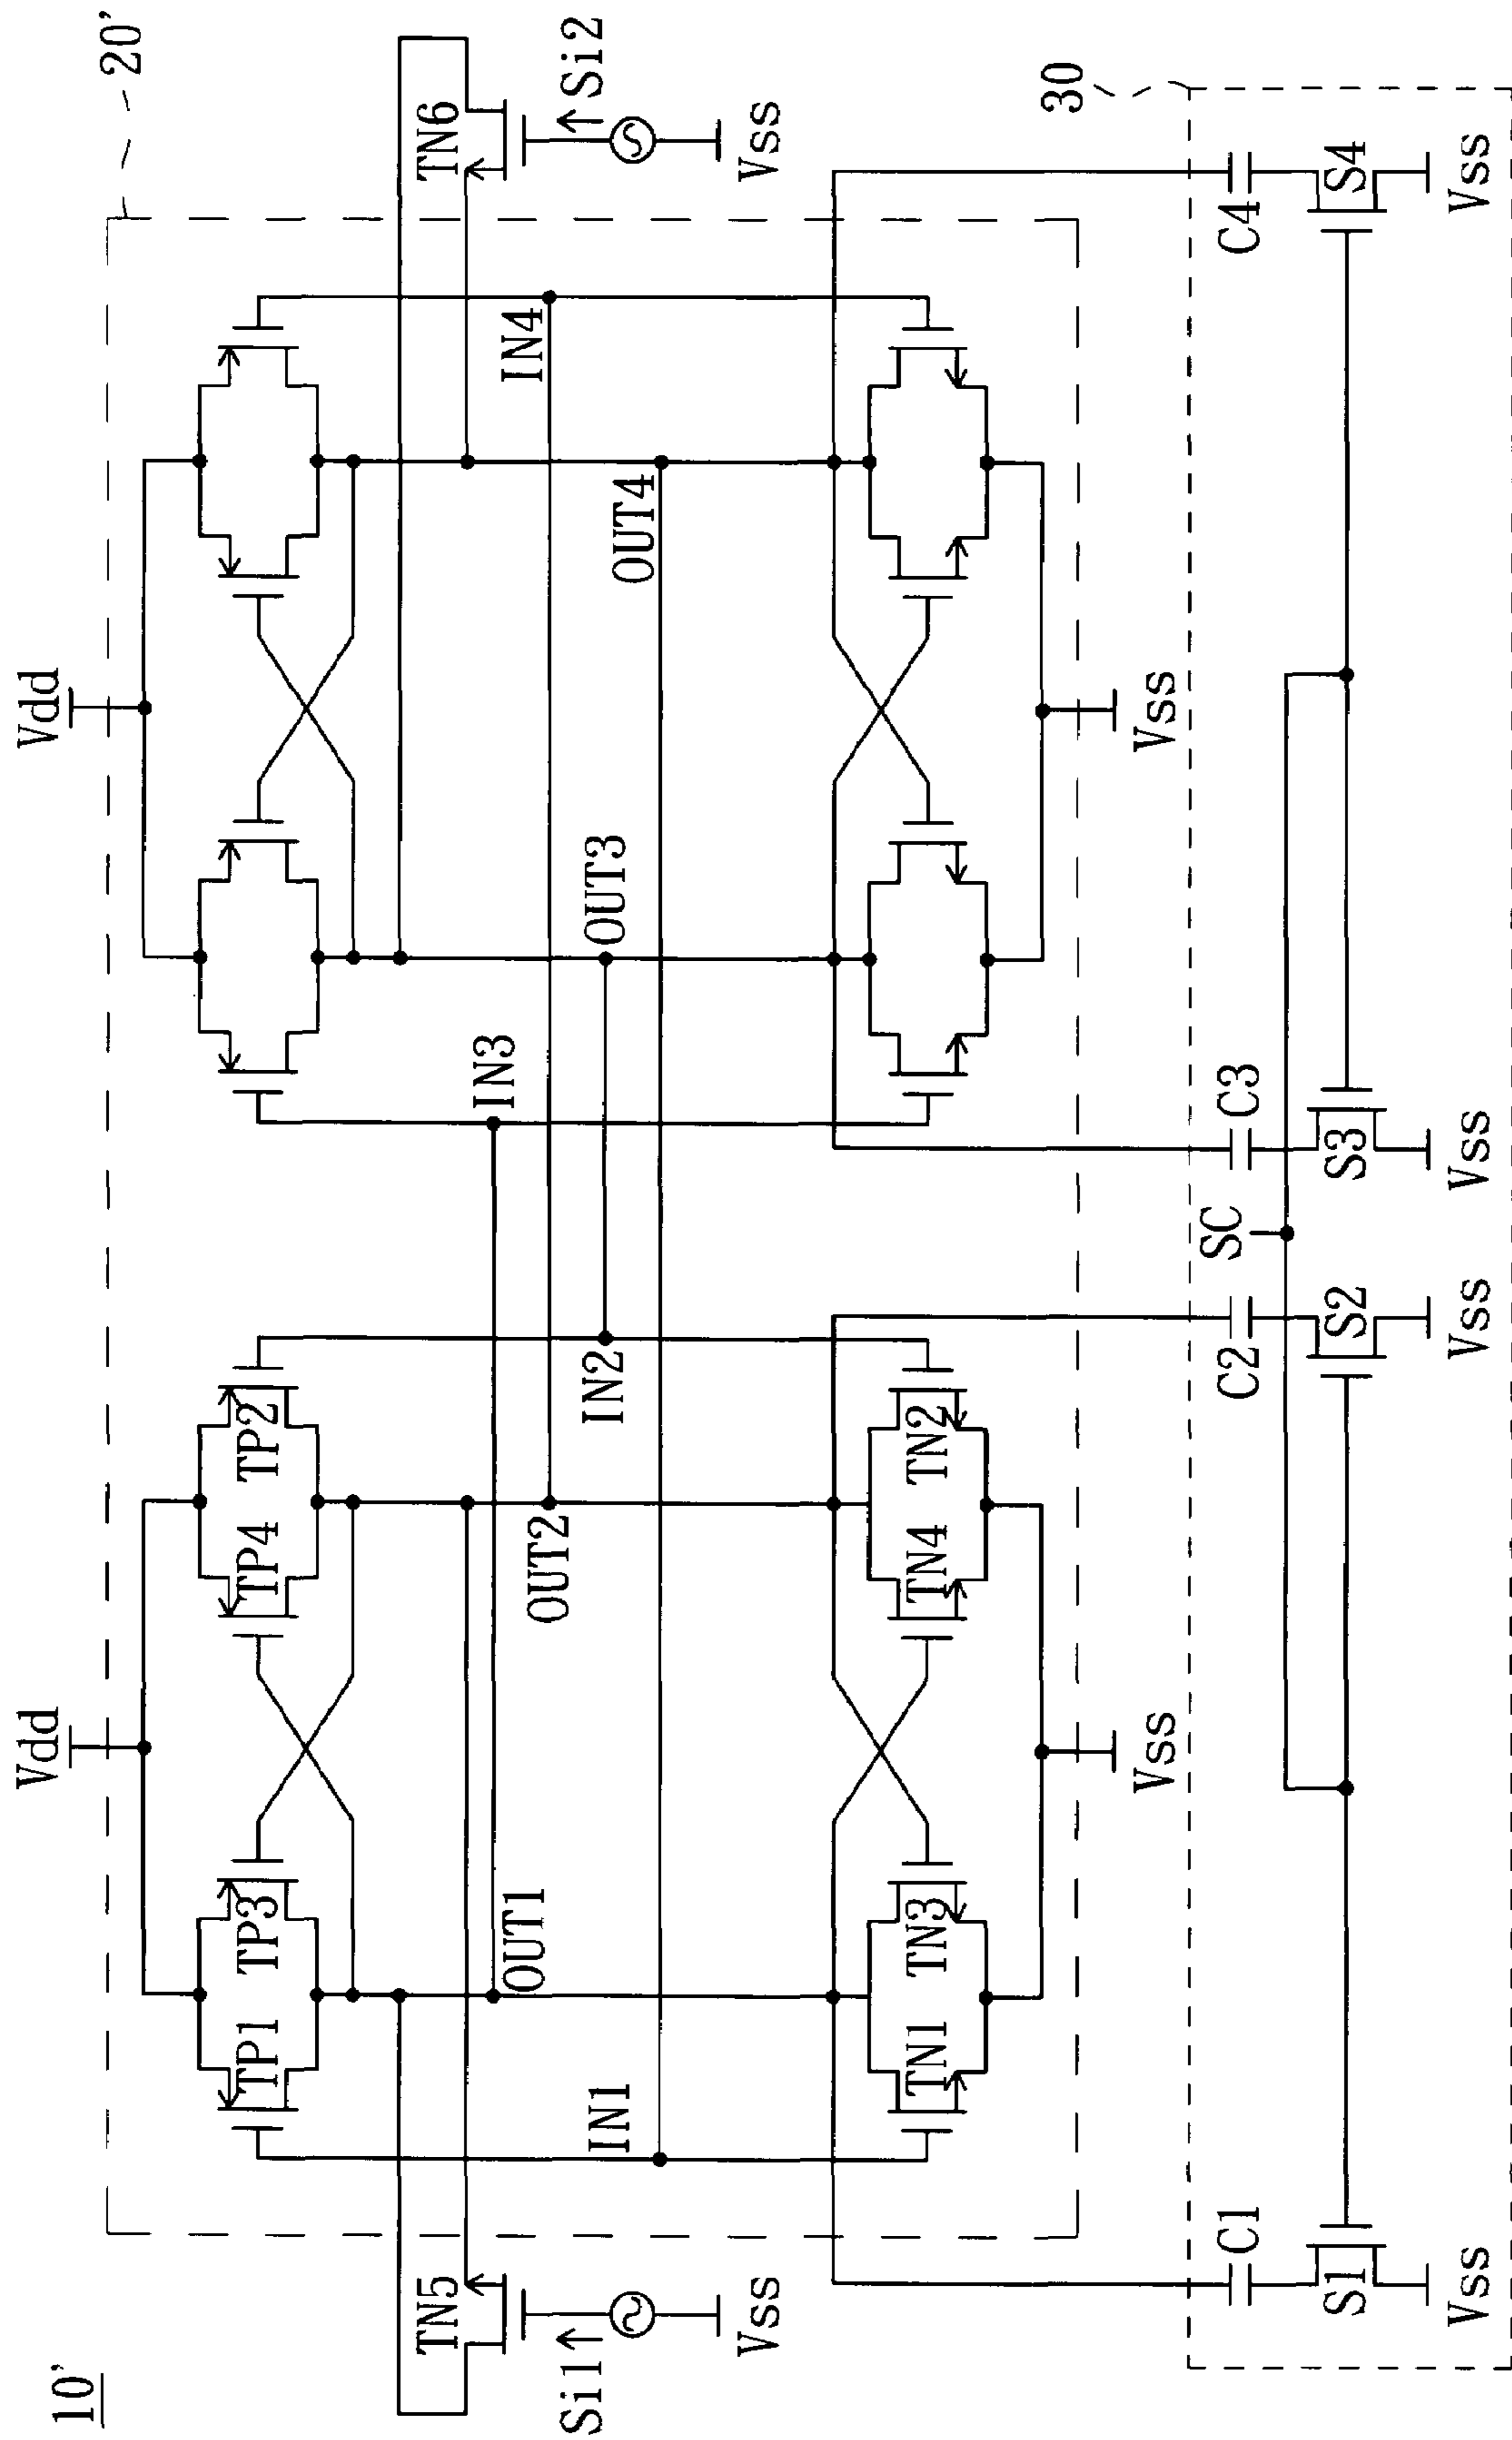 10'
20'
Vdd
Vdd
TP1
TP3
TP4
TP2
TN5
TN6
Si1
Si2
Vss
Vss
IN1
OUT1
OUT2
IN2
IN3
OUT3
OUT4
IN4
TN1
TN3
TN4
TN2
Vss
Vss
30
C1
C2
SC
C3
C4
S1
S2
S3
S4
Vss
Vss
Vss
Vss